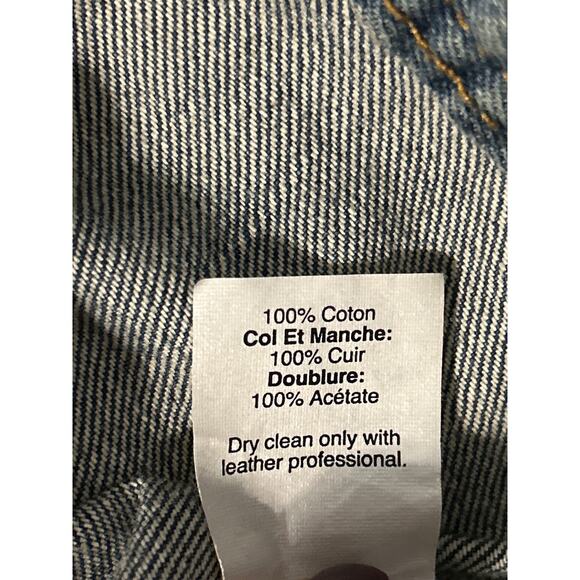 100% Coton
Col Et Manche:
100% Cuir
Doublure:
100% Acétate
Dry clean only with
leather professional.